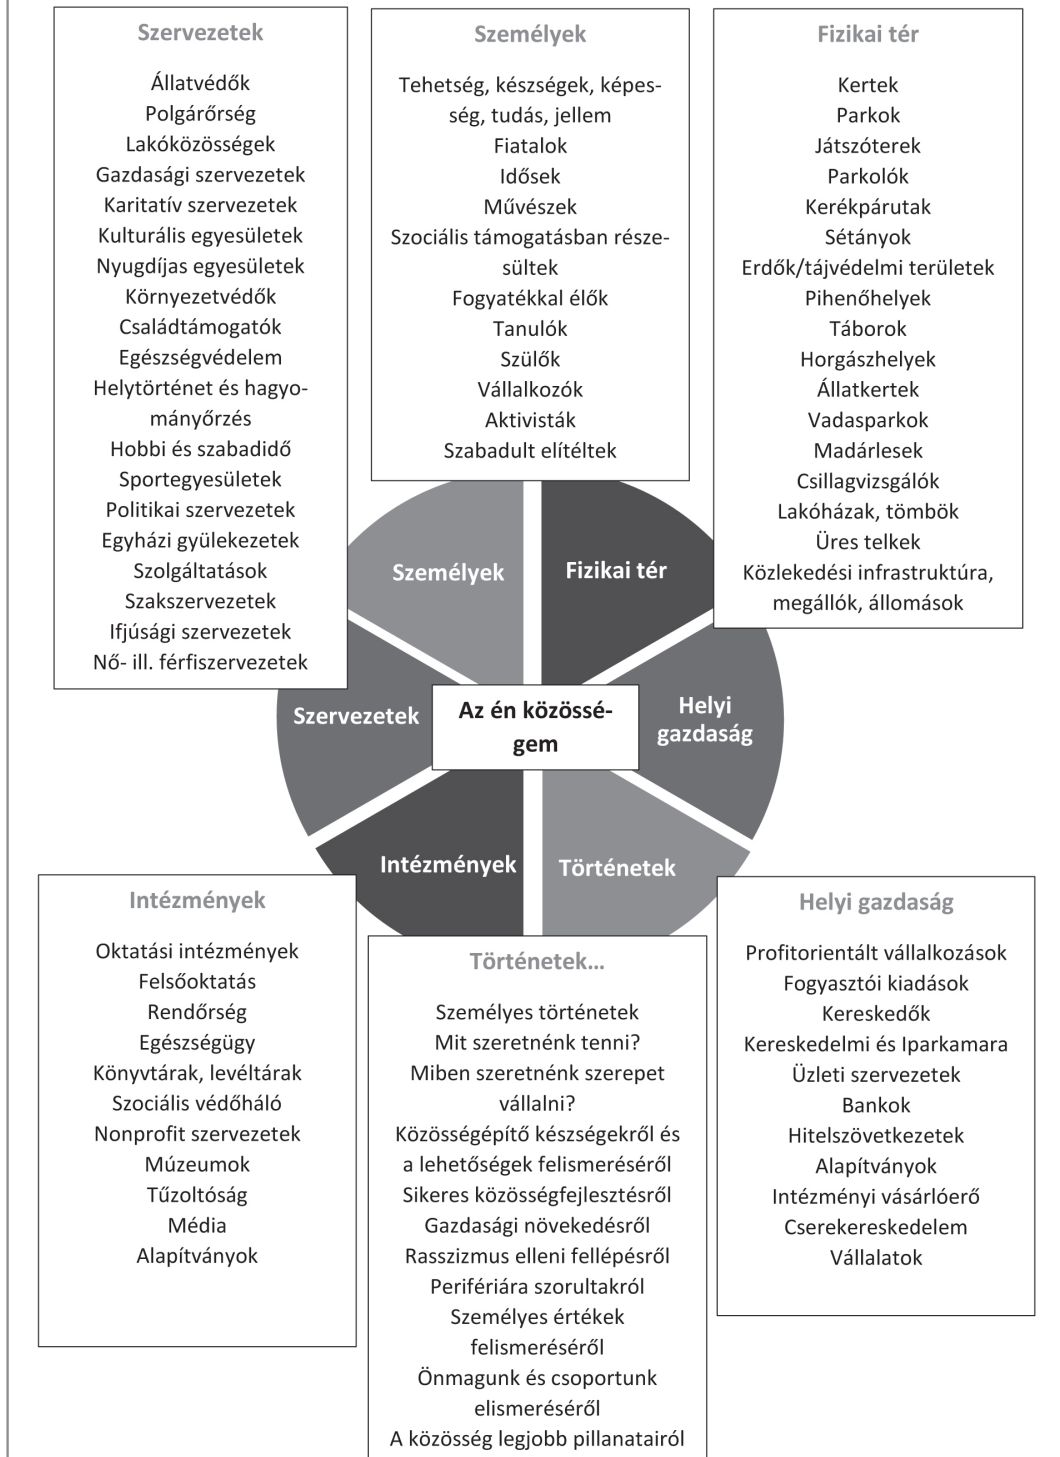 Szervezetek
Állatvédők
Polgárőrség
Lakóközösségek
Gazdasági szervezetek
Karitatív szervezetek
Kulturális egyesületek
Nyugdíjas egyesületek
Környezetvédők
Családtámogatók
Egészségvédelem
Helytörténet és hagyo-
mányőrzés
Hobbi és szabadidő
Sportegyesületek
Politikai szervezetek
Egyházi gyülekezetek
Szolgáltatások
Szakszervezetek
Ifjúsági szervezetek
Nő- ill. férfiszervezetek
Személyek
Tehetség, készségek, képes-
ség, tudás, jellem
Fiatalok
Idősek
Művészek
Szociális támogatásban része-
sültek
Fogyatékkal élők
Tanulók
Szülők
Vállalkozók
Aktivisták
Szabadult elítéltek
Fizikai tér
Kertek
Parkok
Játszóterek
Parkolók
Kerékpárutak
Sétányok
Erdők/tájvédelmi területek
Pihenőhelyek
Táborok
Horgászhelyek
Állatkertek
Vadasparkok
Madárlesek
Csillagvizsgálók
Lakóházak, tömbök
Üres telkek
Közlekedési infrastruktúra,
megállók, állomások
Személyek
Fizikai tér
Szervezetek
Az én közössé-
gem
Helyi
gazdaság
Intézmények
Történetek
Intézmények
Oktatási intézmények
Felsőoktatás
Rendőrség
Egészségügy
Könyvtárak, levéltárak
Szociális védőháló
Nonprofit szervezetek
Múzeumok
Tűzoltóság
Média
Alapítványok
Történetek…
Személyes történetek
Mit szeretnénk tenni?
Miben szeretnénk szerepet
vállalni?
Közösségépítő készségekről és
a lehetőségek felismeréséről
Sikeres közösségfejlesztésről
Gazdasági növekedésről
Rasszizmus elleni fellépésről
Perifériára szorultakról
Személyes értékek
felismeréséről
Önmagunk és csoportunk
elismeréséről
A közösség legjobb pillanatairól
Helyi gazdaság
Profitorientált vállalkozások
Fogyasztói kiadások
Kereskedők
Kereskedelmi és Iparkamara
Üzleti szervezetek
Bankok
Hitelszövetkezetek
Alapítványok
Intézményi vásárlóerő
Cserekereskedelem
Vállalatok